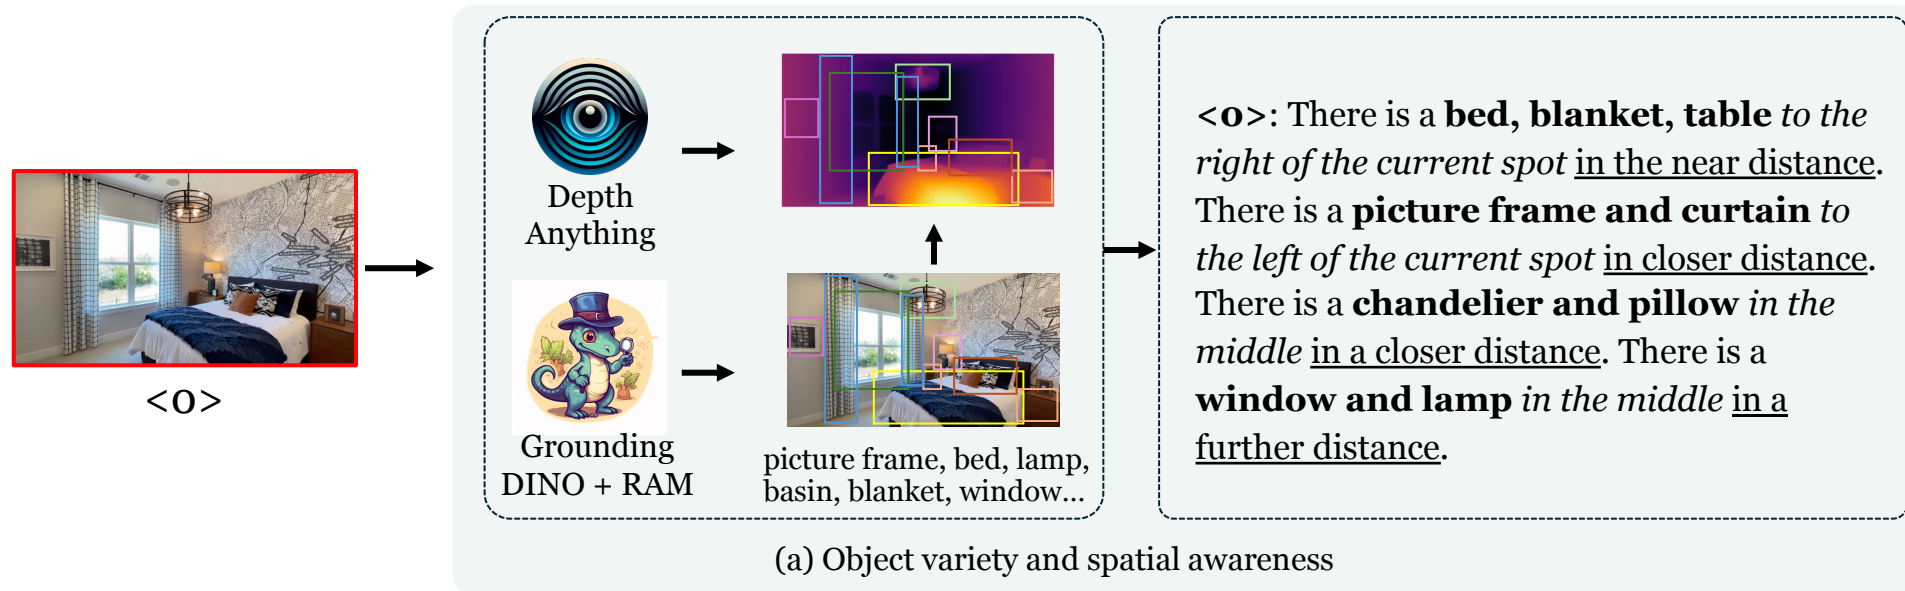 <0>
Depth
Anything
Grounding
DINO + RAM
picture frame, bed, lamp,
basin, blanket, window...
<0>: There is a bed, blanket, table to the
right of the current spot in the near distance.
There is a picture frame and curtain to
the left of the current spot in closer distance.
There is a chandelier and pillow in the
middle in a closer distance. There is a
window and lamp in the middle in a
further distance.
(a) Object variety and spatial awareness